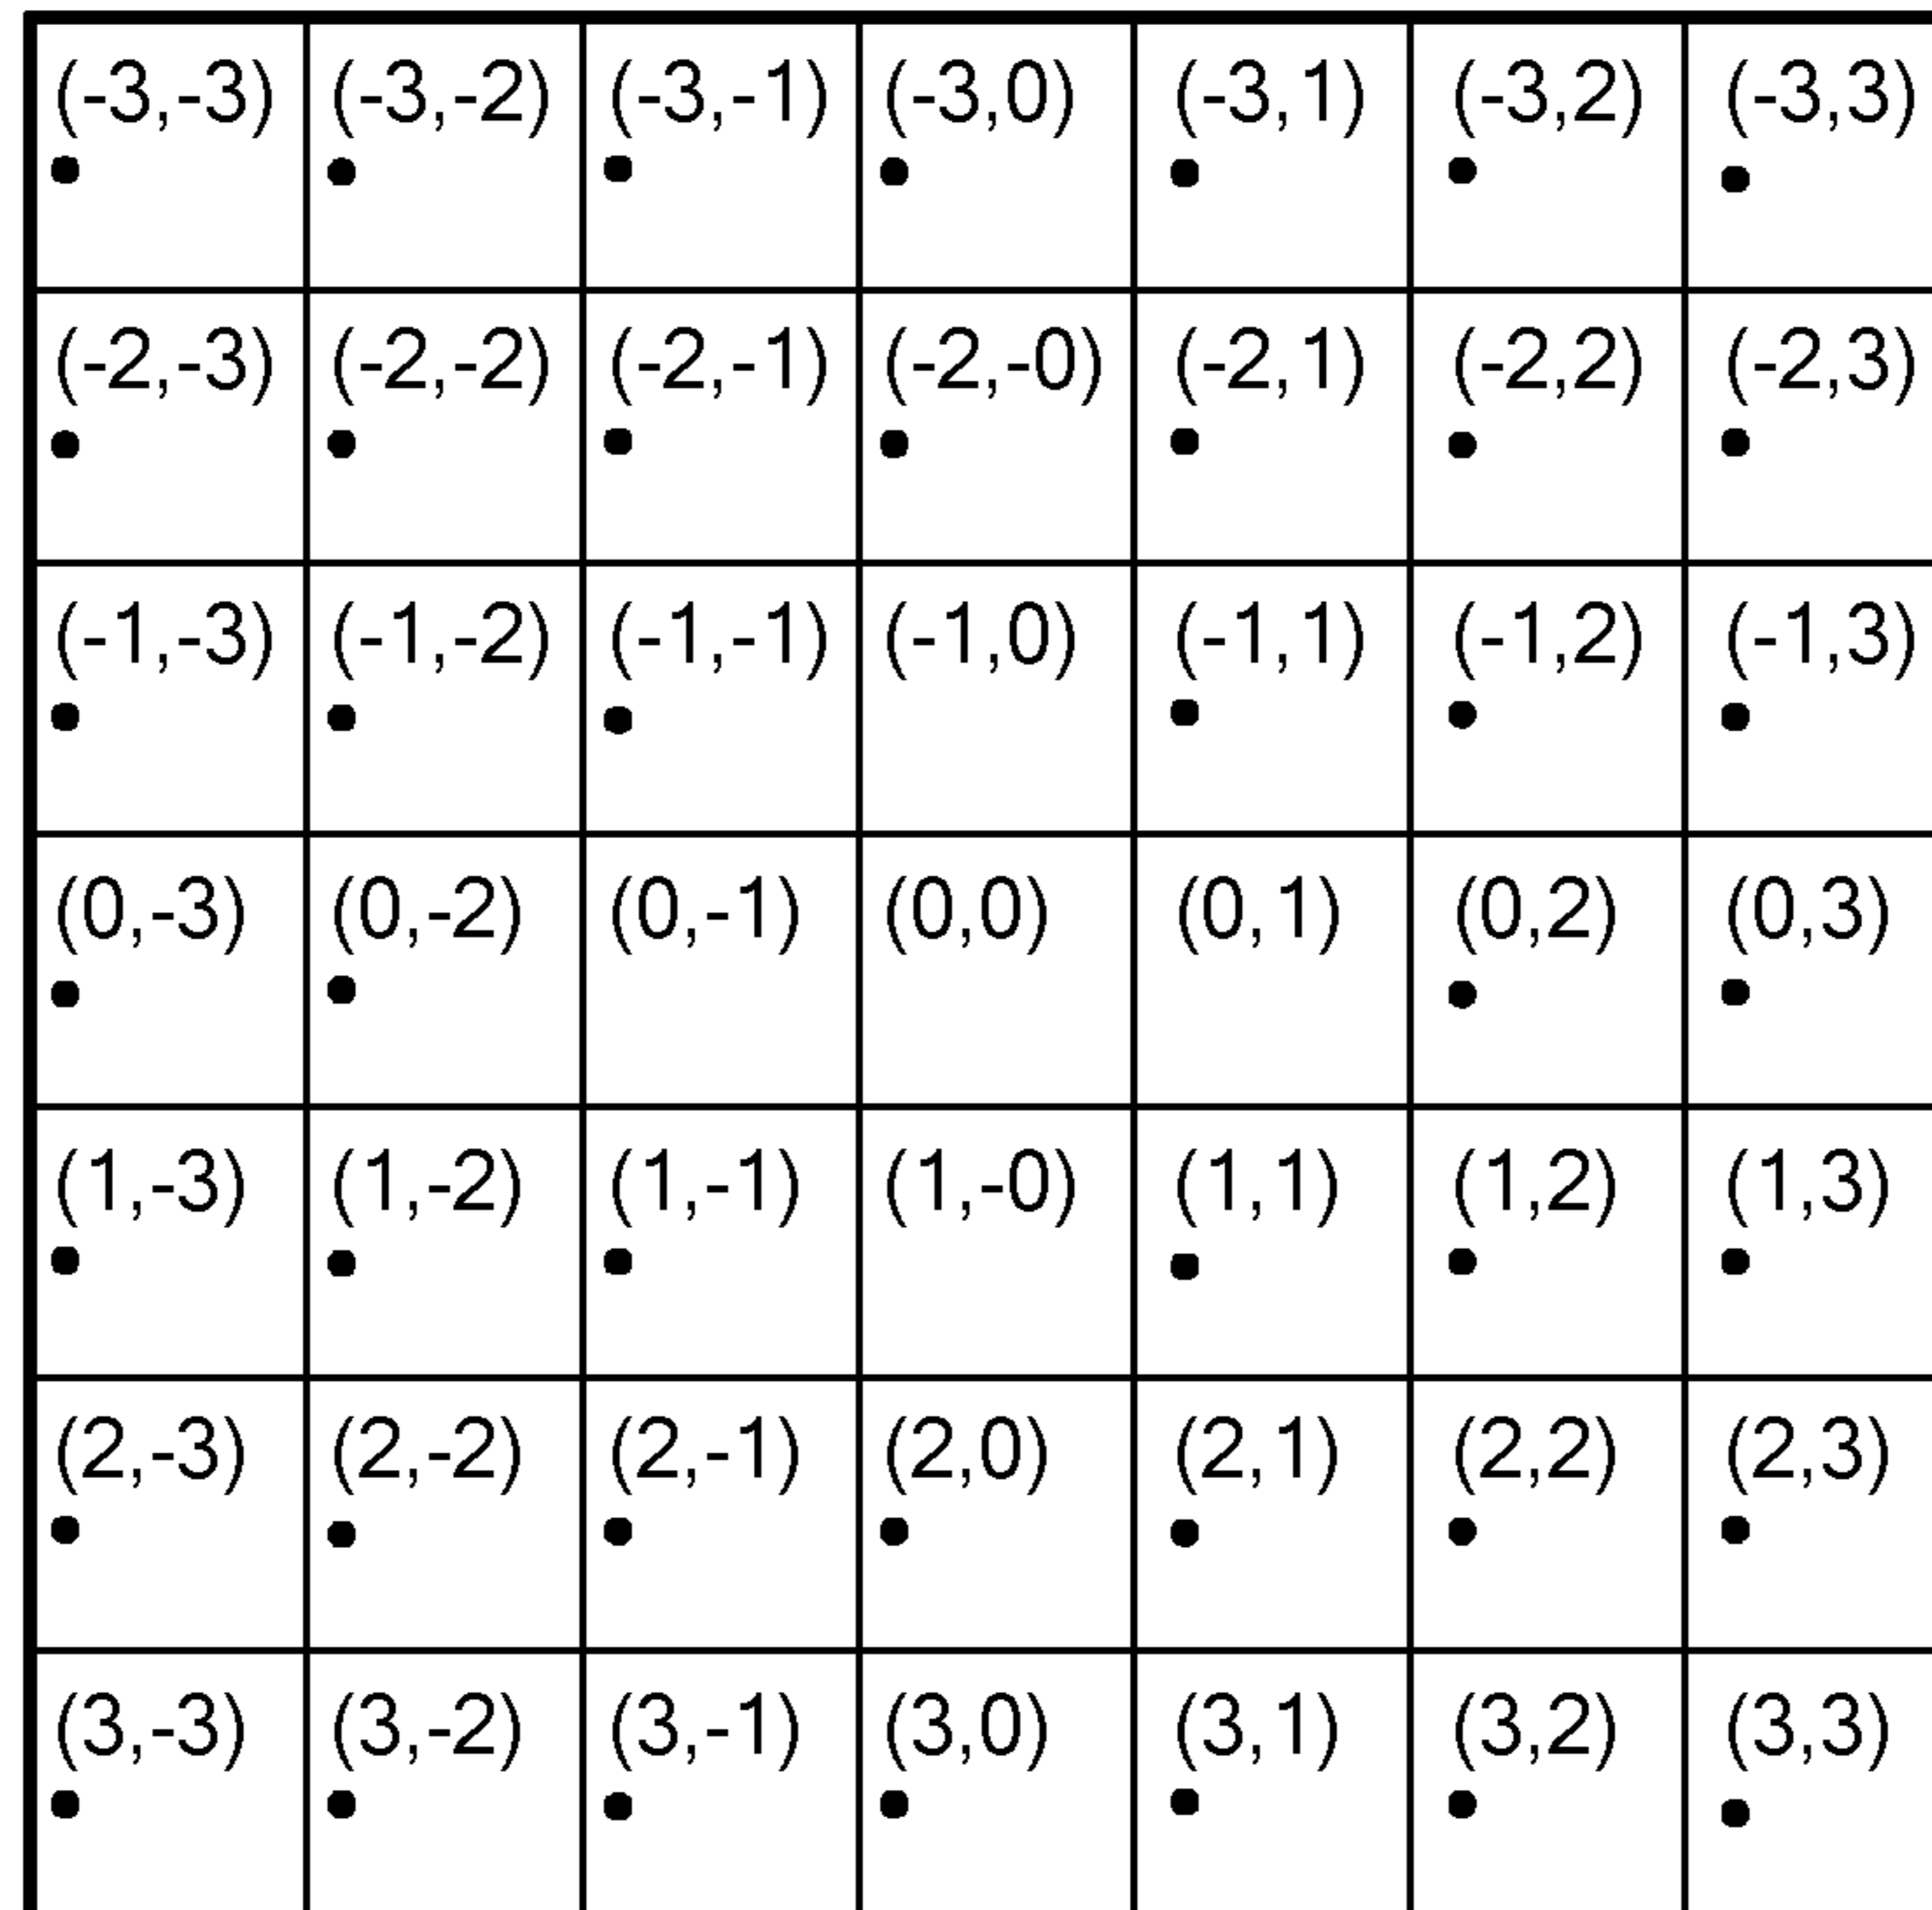 (-3,-3) (-3,-2) (-3,-1) (-3,0) (-3,1) (-3,2) (-3,3)
(-2,-3) (-2,-2) (-2,-1) (-2,-0) (-2,1) (-2,2) (-2,3)
(-1,-3) (-1,-2) (-1,-1) (-1,0) (-1,1) (-1,2) (-1,3)
(0,-3) (0,-2) (0,-1) (0,0) (0,1) (0,2) (0,3)
(1,-3) (1,-2) (1,-1) (1,-0) (1,1) (1,2) (1,3)
(2,-3) (2,-2) (2,-1) (2,0) (2,1) (2,2) (2,3)
(3,-3) (3,-2) (3,-1) (3,0) (3,1) (3,2) (3,3)